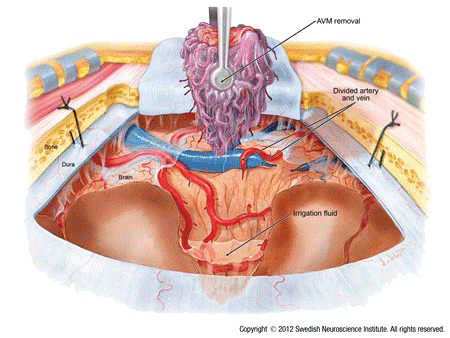 AVM removal
Divided artery
and vein
Bone
Dura
Brain
Irrigation fluid
Copyright © 2012 Swedish Neuroscience Institute. All rights reserved.